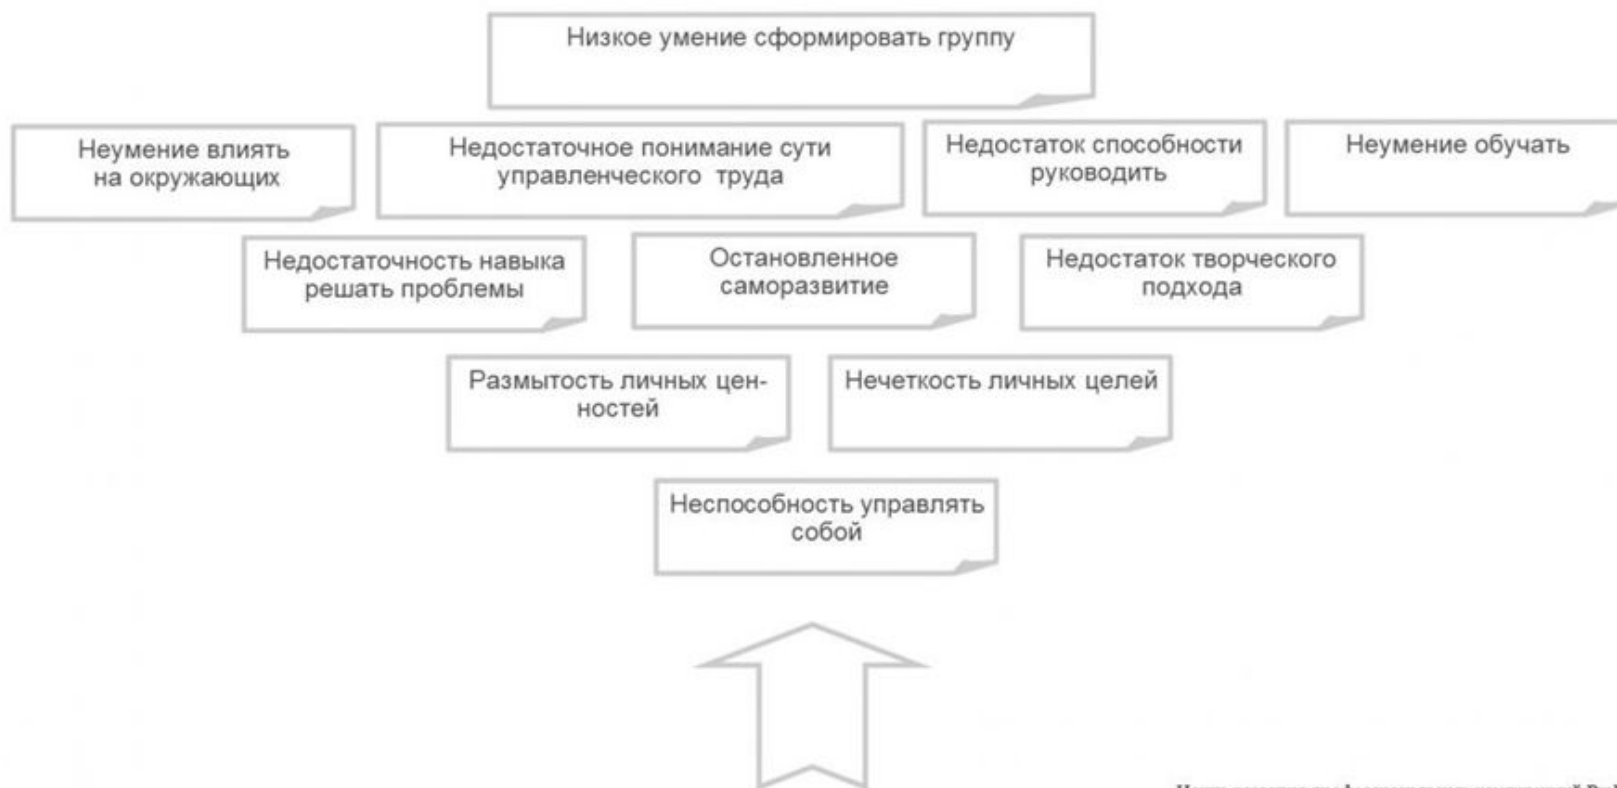 Низкое умение сформировать группу
Неумение влиять
на окружающих
Недостаточное понимание сути
управленческого труда
Недостаток способности
руководить
Неумение обучать
Недостаточность навыка
решать проблемы
Остановленное
саморазвитие
Недостаток творческого
подхода
Размытость личных цен-
ностей
Нечеткость личных целей
Неспособность управлять
собой